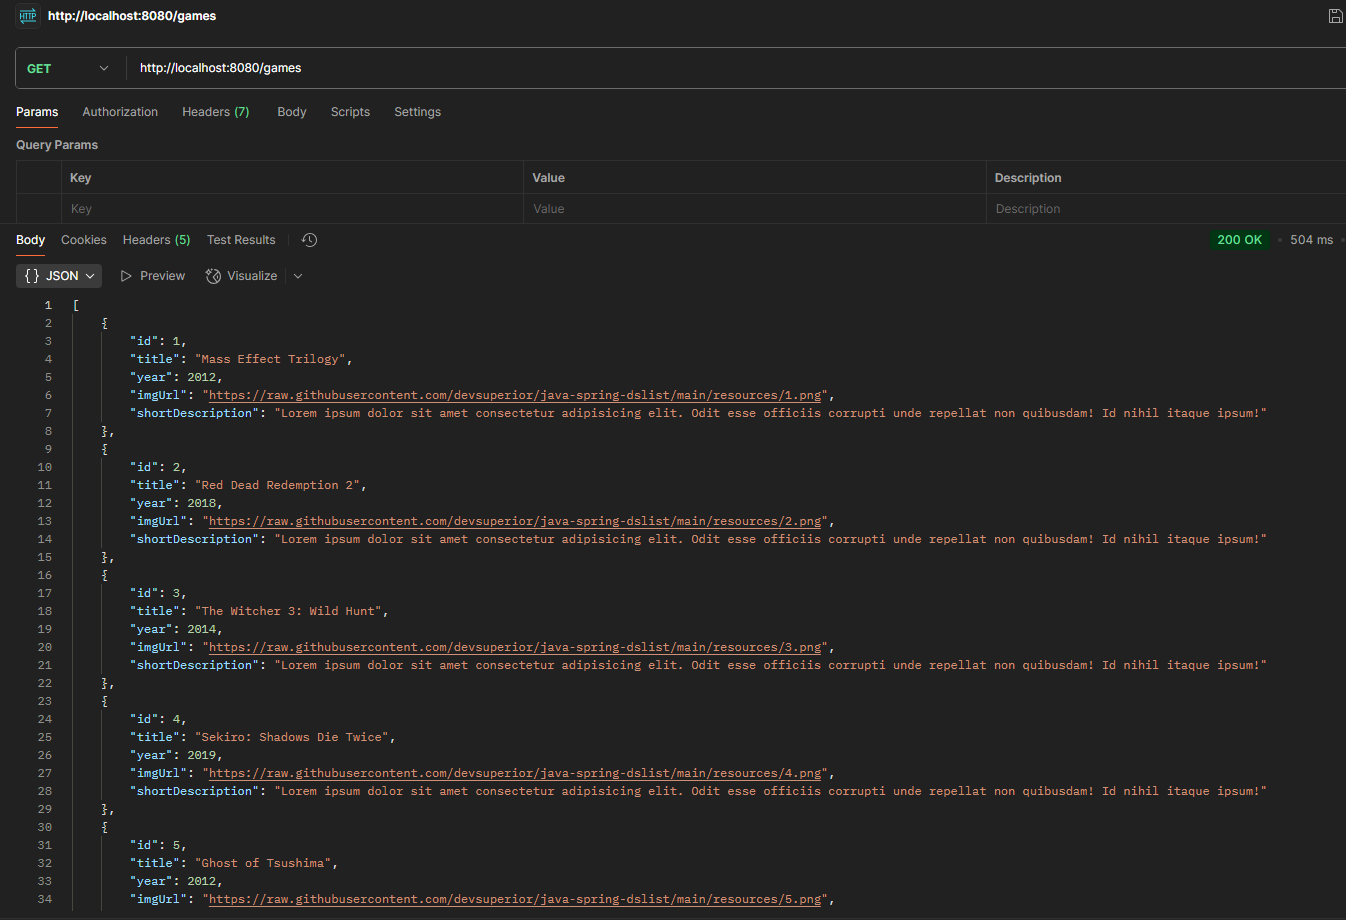 HTTP http://localhost:8080/games
GET http://localhost:8080/games
Params Authorization Headers (7) Body Scripts Settings
Query Params
Key Value Description
Key Value Description
Body Cookies Headers (5) Test Results 200 OK • 504 ms •
{} JSON Preview Visualize
1 [
2 {
3 "id": 1,
4 "title": "Mass Effect Trilogy",
5 "year": 2012,
6 "imgUrl": "https://raw.githubusercontent.com/devsuperior/java-spring-dslist/main/resources/1.png",
7 "shortDescription": "Lorem ipsum dolor sit amet consectetur adipisicing elit. Odit esse officiis corrupti unde repellat non quibusdam! Id nihil itaque ipsum!"
8 },
9 {
10 "id": 2,
11 "title": "Red Dead Redemption 2",
12 "year": 2018,
13 "imgUrl": "https://raw.githubusercontent.com/devsuperior/java-spring-dslist/main/resources/2.png",
14 "shortDescription": "Lorem ipsum dolor sit amet consectetur adipisicing elit. Odit esse officiis corrupti unde repellat non quibusdam! Id nihil itaque ipsum!"
15 },
16 {
17 "id": 3,
18 "title": "The Witcher 3: Wild Hunt",
19 "year": 2014,
20 "imgUrl": "https://raw.githubusercontent.com/devsuperior/java-spring-dslist/main/resources/3.png",
21 "shortDescription": "Lorem ipsum dolor sit amet consectetur adipisicing elit. Odit esse officiis corrupti unde repellat non quibusdam! Id nihil itaque ipsum!"
22 },
23 {
24 "id": 4,
25 "title": "Sekiro: Shadows Die Twice",
26 "year": 2019,
27 "imgUrl": "https://raw.githubusercontent.com/devsuperior/java-spring-dslist/main/resources/4.png",
28 "shortDescription": "Lorem ipsum dolor sit amet consectetur adipisicing elit. Odit esse officiis corrupti unde repellat non quibusdam! Id nihil itaque ipsum!"
29 },
30 {
31 "id": 5,
32 "title": "Ghost of Tsushima",
33 "year": 2012,
34 "imgUrl": "https://raw.githubusercontent.com/devsuperior/java-spring-dslist/main/resources/5.png",